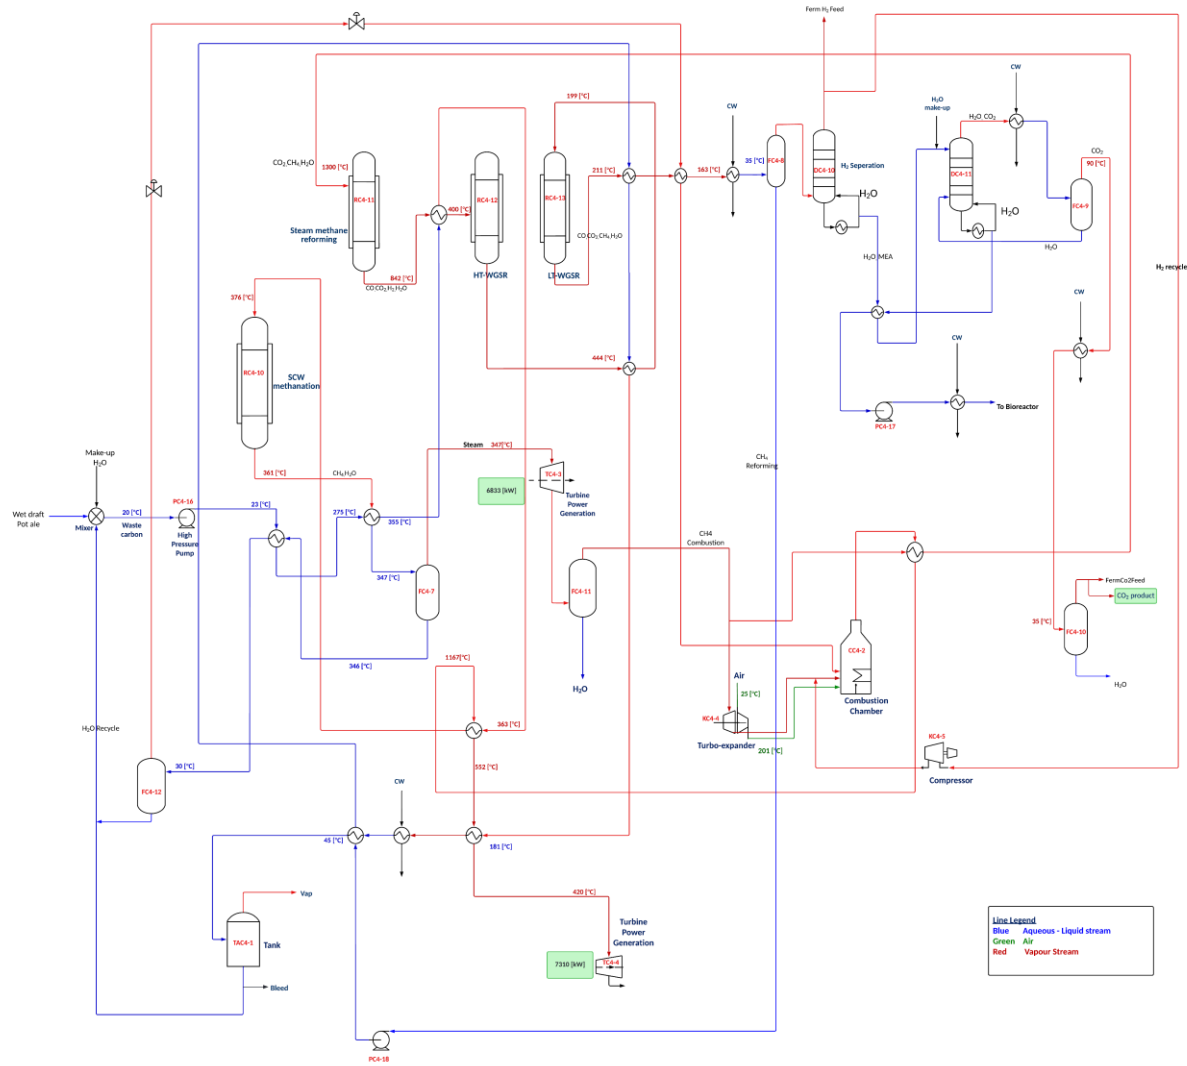 Ferm H₂ Feed
CW
H₂O
make-up
H₂O, CO₂
CO₂
90 [°C]
199 [°C]
CW
35 [°C]
FC4-8
DC4-10
H₂ Seperation
DC4-11
CO₂,CH₄,H₂O
1300 [°C]
RC4-11
400 [°C]
RC4-12
RC4-13
211 [°C]
163 [°C]
H₂O
H₂O
FC4-9
Steam methane
reforming
CO,CO₂,CH₄,H₂O
H₂O
842 [°C]
CO,CO₂,H₂,H₂O
HT-WGSR
LT-WGSR
H₂O, MEA
H₂ recycle
376 [°C]
CW
CW
444 [°C]
RC4-10
SCW
methanation
To Bioreactor
PC4-17
Make-up
H₂O
361 [°C]
CH₄,H₂O
Steam 347[°C]
TC4-3
6833 [kW]
Turbine
Power
Generation
CH₄
Reforming
PC4-16
Wet draft
Pot ale
20 [°C]
Mixer
Waste
carbon
High
Pressure
Pump
23 [°C]
275 [°C]
355 [°C]
CH4
Combustion
347 [°C]
FC4-7
FC4-11
FermCo2Feed
CO₂ product
35 [°C]
FC4-10
CC4-2
346 [°C]
1167[°C]
H₂O
H₂O
Air
25 [°C]
Combustion
Chamber
H₂O Recycle
363 [°C]
KC4-4
Turbo-expander
201 [°C]
KC4-5
Compressor
30 [°C]
552 [°C]
FC4-12
CW
45 [°C]
181 [°C]
420 [°C]
Vap
TAC4-1
Tank
Turbine
Power
Generation
7310 [kW]
TC4-4
Bleed
Line Legend
Blue Aqueous - Liquid stream
Green Air
Red Vapour Stream
PC4-18